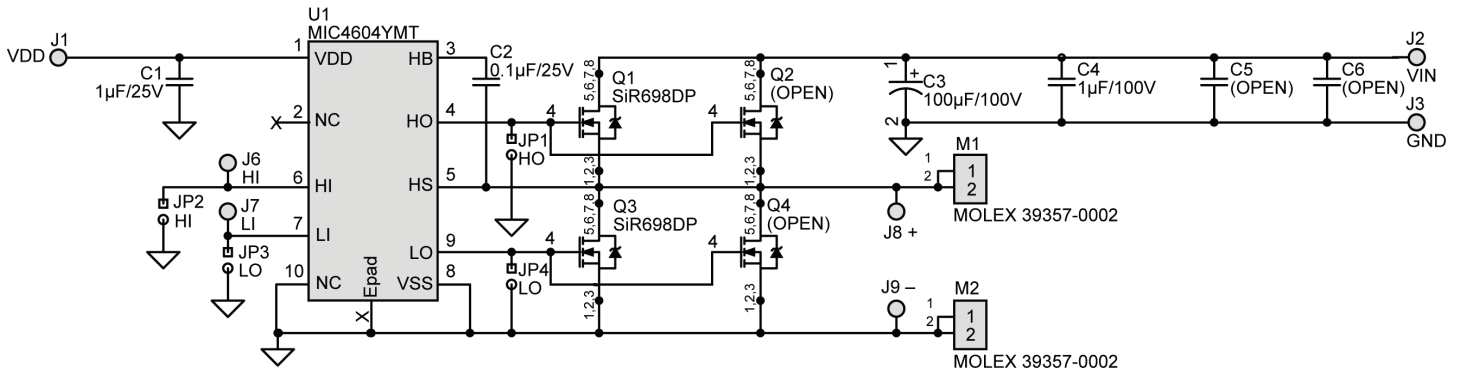 U1
MIC4604YMT
VDD J1
1
VDD
HB
3
C1
1µF/25V
C2
0.1µF/25V
X
2
NC
HO
4
JP1
HO
J6
HI
6
HI
HS
5
JP2
HI
J7
LI
7
LI
LO
9
JP3
LO
10
NC
VSS
8
Epad
X
JP4
LO
4
5,6,7,8
Q1
SiR698DP
1,2,3
4
5,6,7,8
Q2
(OPEN)
1,2,3
4
5,6,7,8
Q3
SiR698DP
1,2,3
4
5,6,7,8
Q4
(OPEN)
1,2,3
1
+
C3
100µF/100V
2
C4
1µF/100V
C5
(OPEN)
C6
(OPEN)
J2
VIN
J3
GND
M1
1
2
1
2
MOLEX 39357-0002
J8 +
J9 –
M2
1
2
1
2
MOLEX 39357-0002